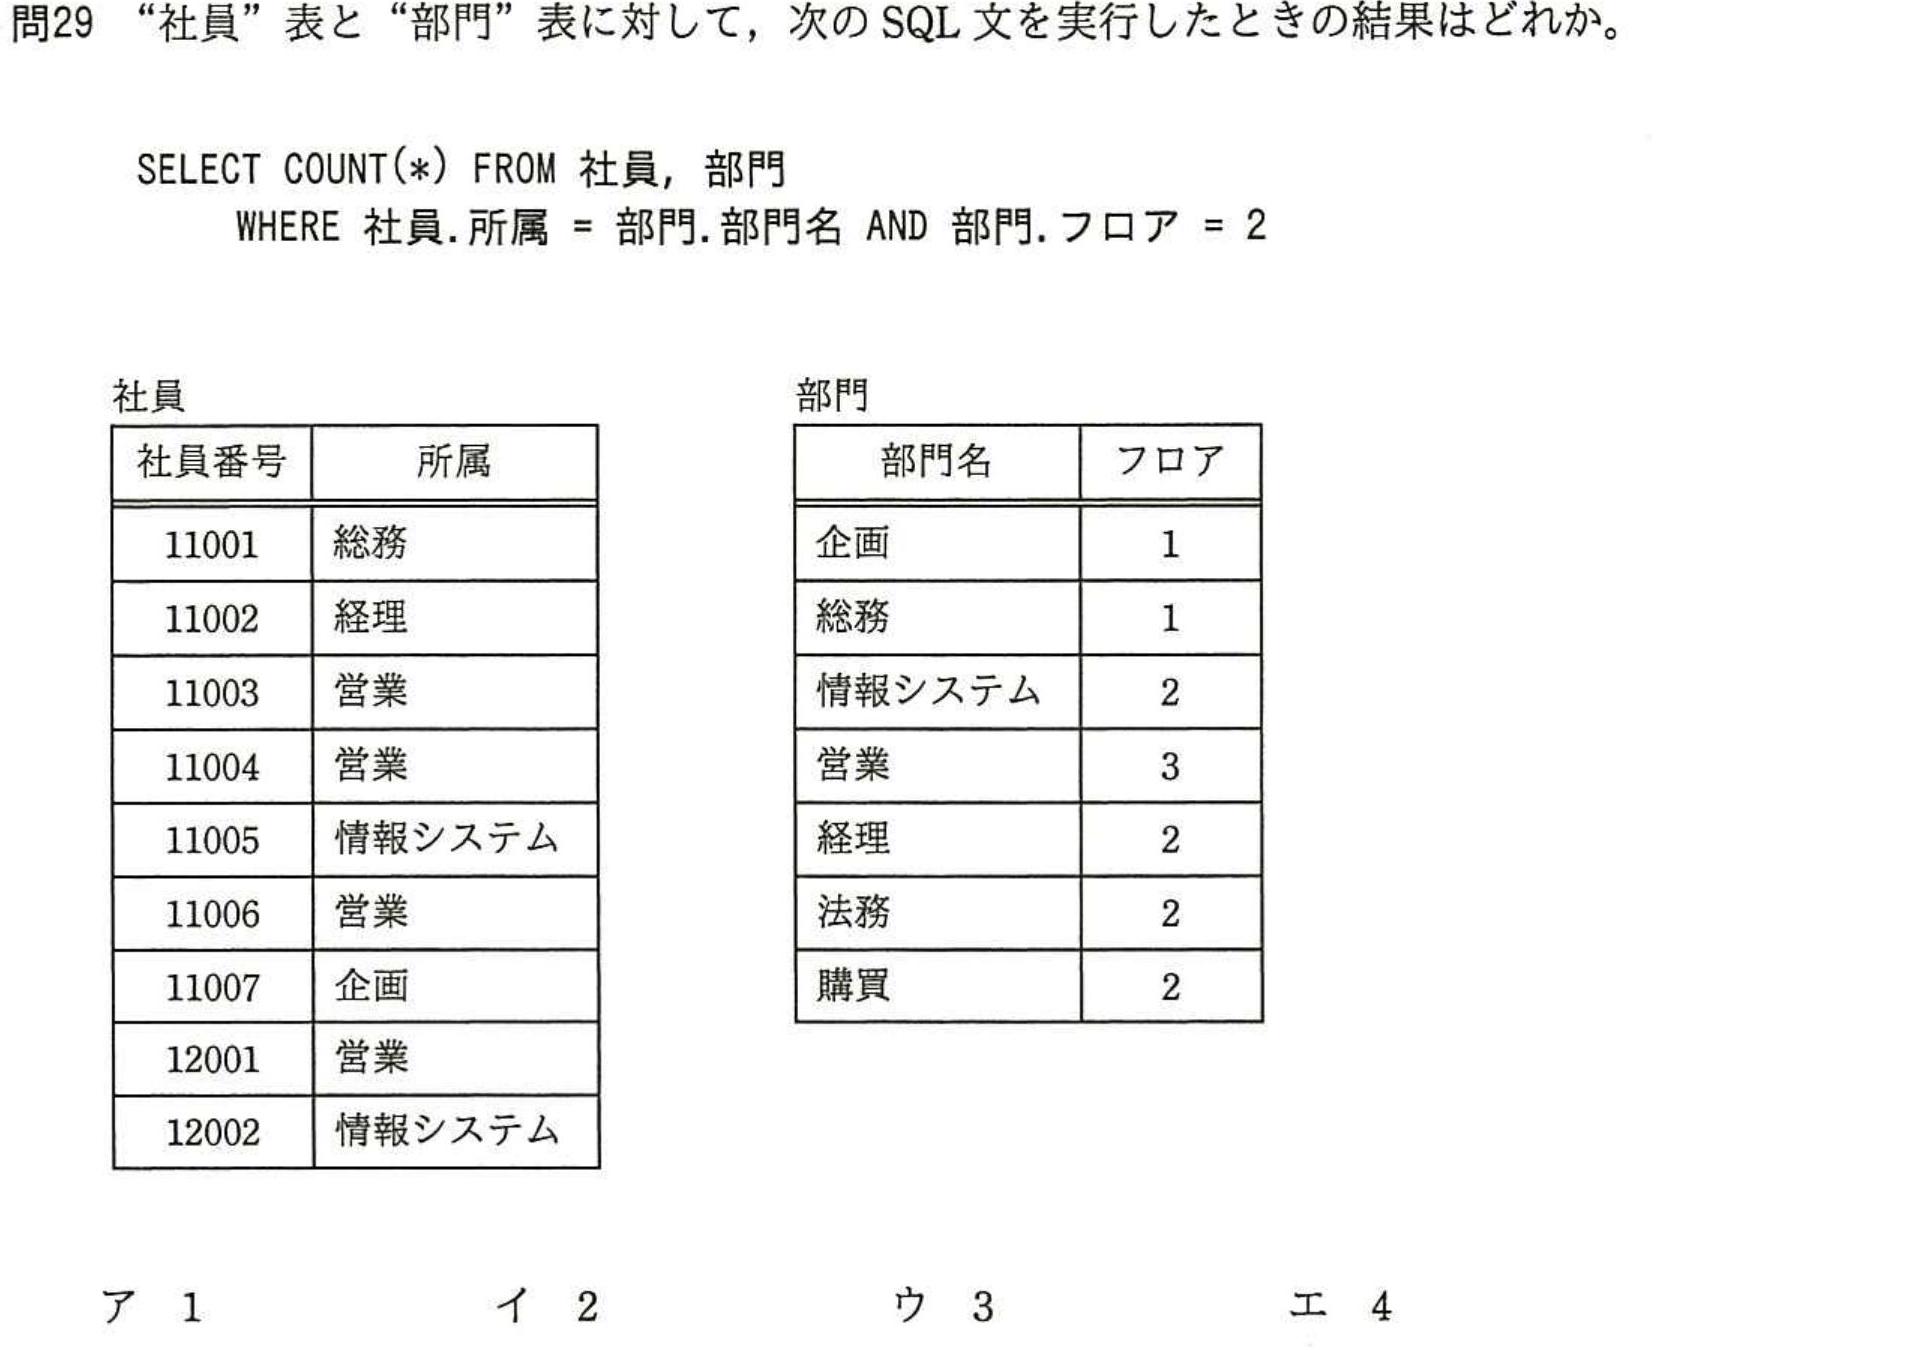 問29 “社員” 表と “部門” 表に対して，次の SQL 文を実行したときの結果はどれか。
SELECT COUNT(*) FROM 社員, 部門
WHERE 社員.所属 = 部門.部門名 AND 部門.フロア = 2
社員
社員番号 所属
11001 総務
11002 経理
11003 営業
11004 営業
11005 情報システム
11006 営業
11007 企画
12001 営業
12002 情報システム
部門
部門名 フロア
企画 1
総務 1
情報システム 2
営業 3
経理 2
法務 2
購買 2
ア 1 イ 2 ウ 3 エ 4